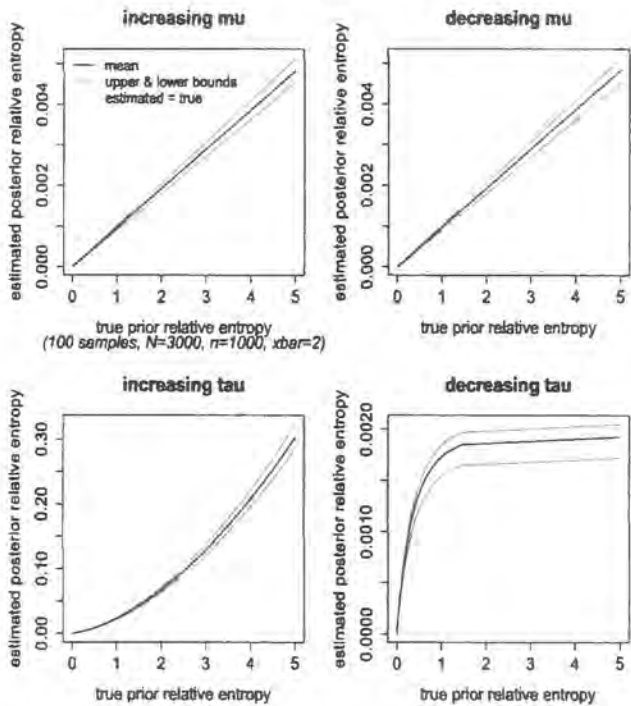 increasing mu
estimated posterior relative entropy
0.000 0.002 0.004
mean
upper & lower bounds
estimated = true
0 1 2 3 4 5
true prior relative entropy
(100 samples, N=3000, n=1000, xbar=2)
decreasing mu
estimated posterior relative entropy
0.000 0.002 0.004
0 1 2 3 4 5
true prior relative entropy
increasing tau
estimated posterior relative entropy
0.00 0.10 0.20 0.30
0 1 2 3 4 5
true prior relative entropy
decreasing tau
estimated posterior relative entropy
0.0000 0.0010 0.0020
0 1 2 3 4 5
true prior relative entropy